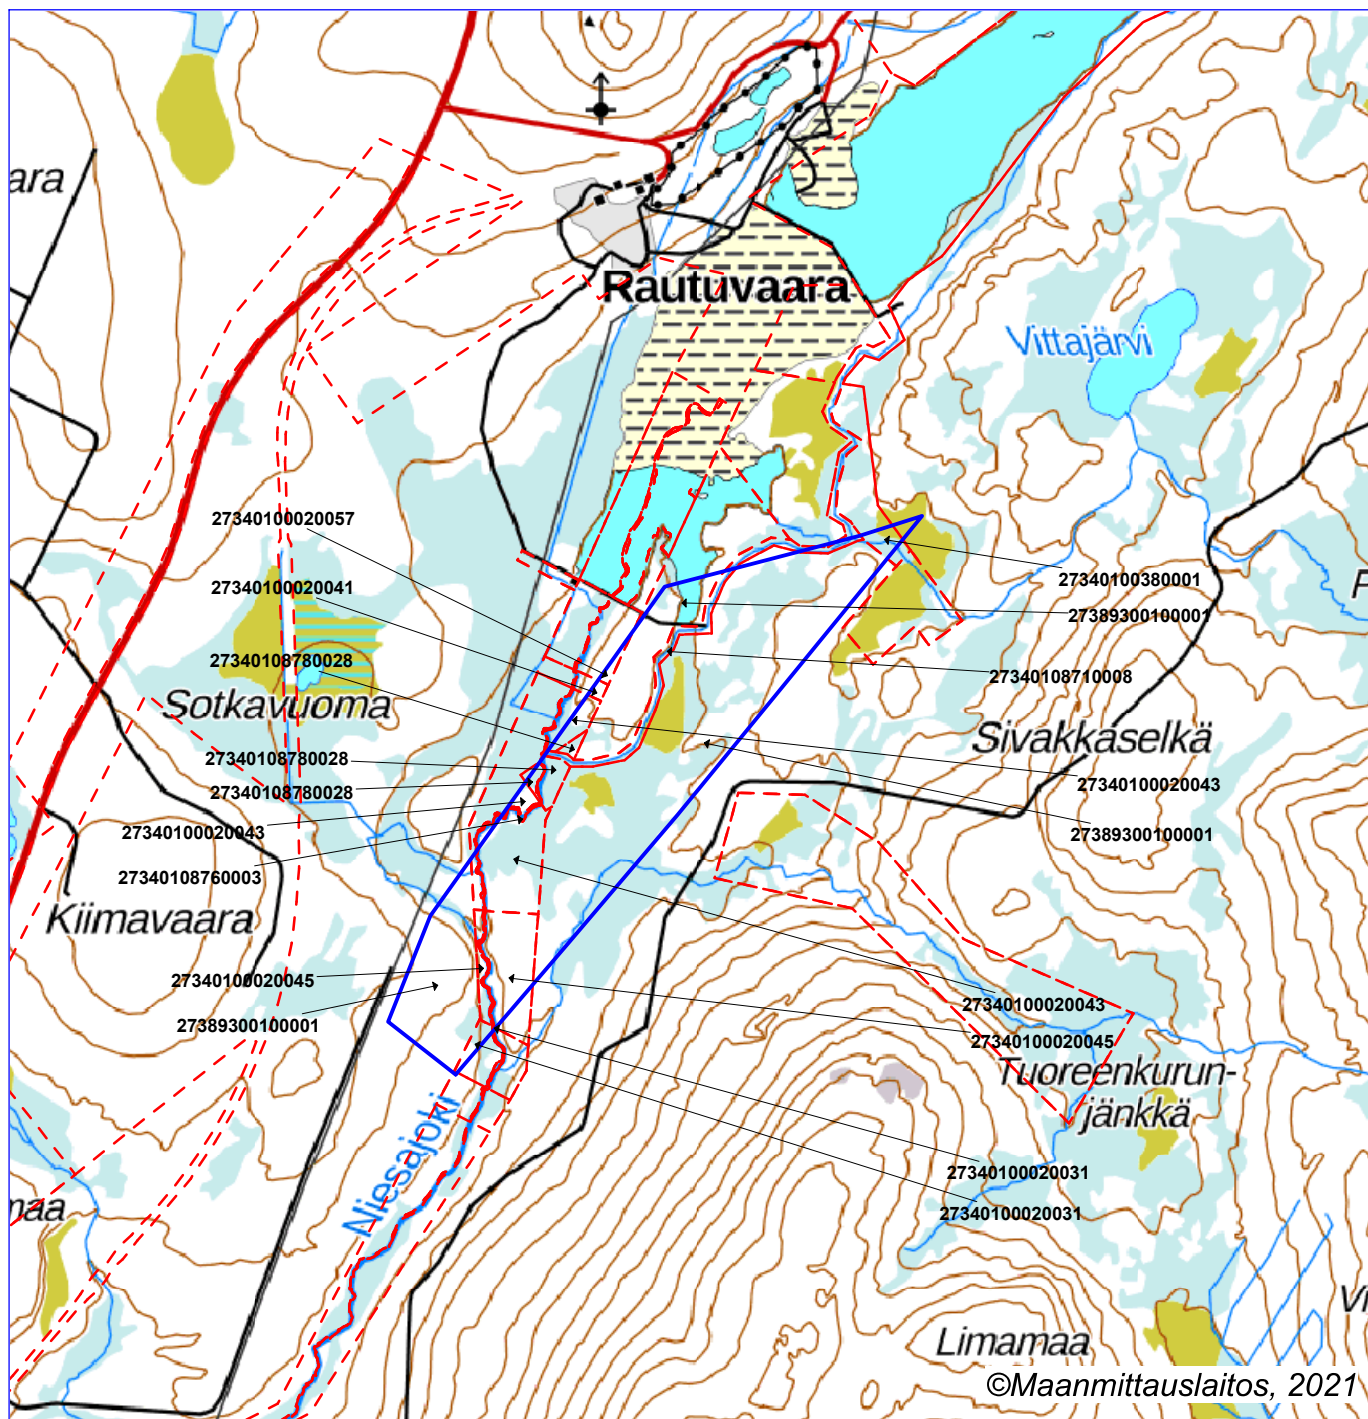 ara
Rautuvaara
Vittajärvi
27340100020057
27340100380001
27340100020041
27389300100001
27340108780028
27340108710008
Sotkavuoma
Sivakkaselkä
27340108780028
27340100020043
27340108780028
27340100020043
27389300100001
27340108760003
Kiimavaara
27340100020045
27340100020043
27389300100001
27340100020045
Tuoreenkurun-
jänkkä
Niesajoki
27340100020031
maa
27340100020031
Limamaa
©Maanmittauslaitos, 2021